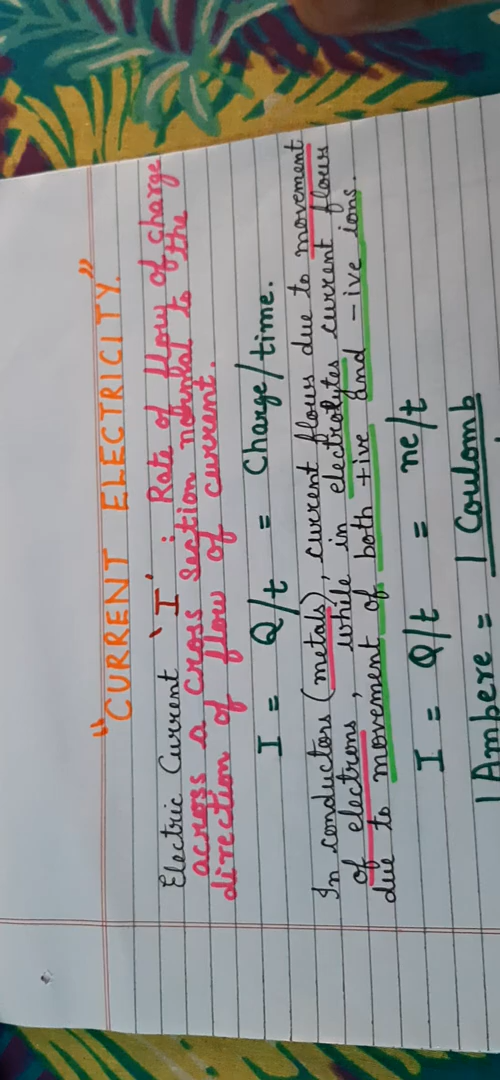 "CURRENT ELECTRICITY."
Electric Current 'I' : Rate of flow of charge
across a cross section normal to the
direction of flow of current.
I = Q/t = Charge/time.
In conductors (metals), current flows due to movement
of electrons, while in electrolytes current flows
due to movement of both +ive and -ive ions.
I = Q/t = ne/t
1 Ampere = 1 Coulomb